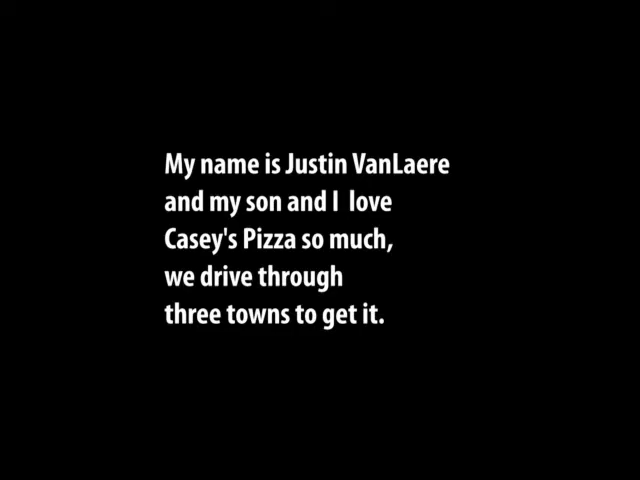 My name is Justin VanLaere
and my son and I  love
Casey's Pizza so much,
we drive through
three towns to get it.